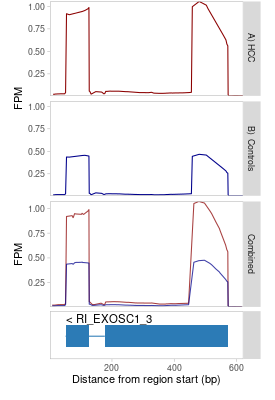 1.00
0.75
0.50
0.25
FPM
A) HCC
1.00
0.75
0.50
0.25
B) Controls
1.00
0.75
0.50
0.25
FPM
Combined
< RI_EXOSC1_3
200
400
600
Distance from region start (bp)